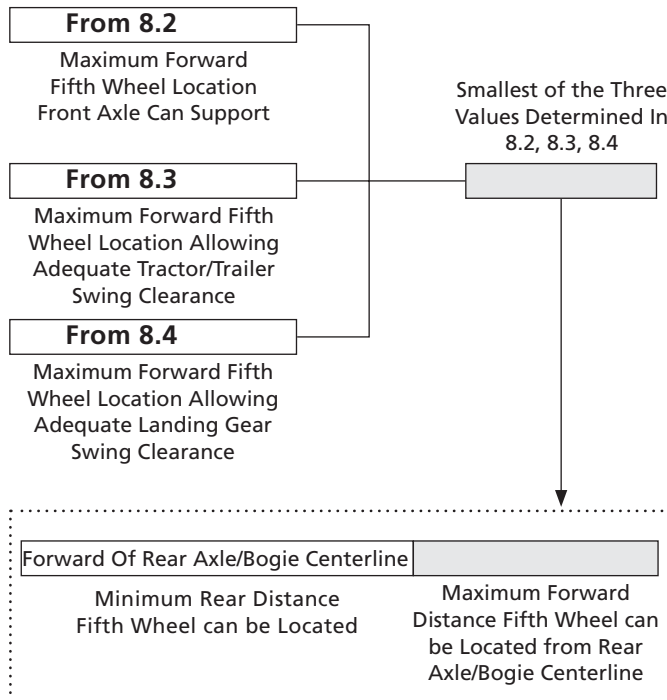 From 8.2
Maximum Forward
Fifth Wheel Location
Front Axle Can Support
Smallest of the Three
Values Determined In
8.2, 8.3, 8.4
From 8.3
Maximum Forward Fifth
Wheel Location Allowing
Adequate Tractor/Trailer
Swing Clearance
From 8.4
Maximum Forward Fifth
Wheel Location Allowing
Adequate Landing Gear
Swing Clearance
Forward Of Rear Axle/Bogie Centerline
Minimum Rear Distance
Fifth Wheel can be Located
Maximum Forward
Distance Fifth Wheel can
be Located from Rear
Axle/Bogie Centerline